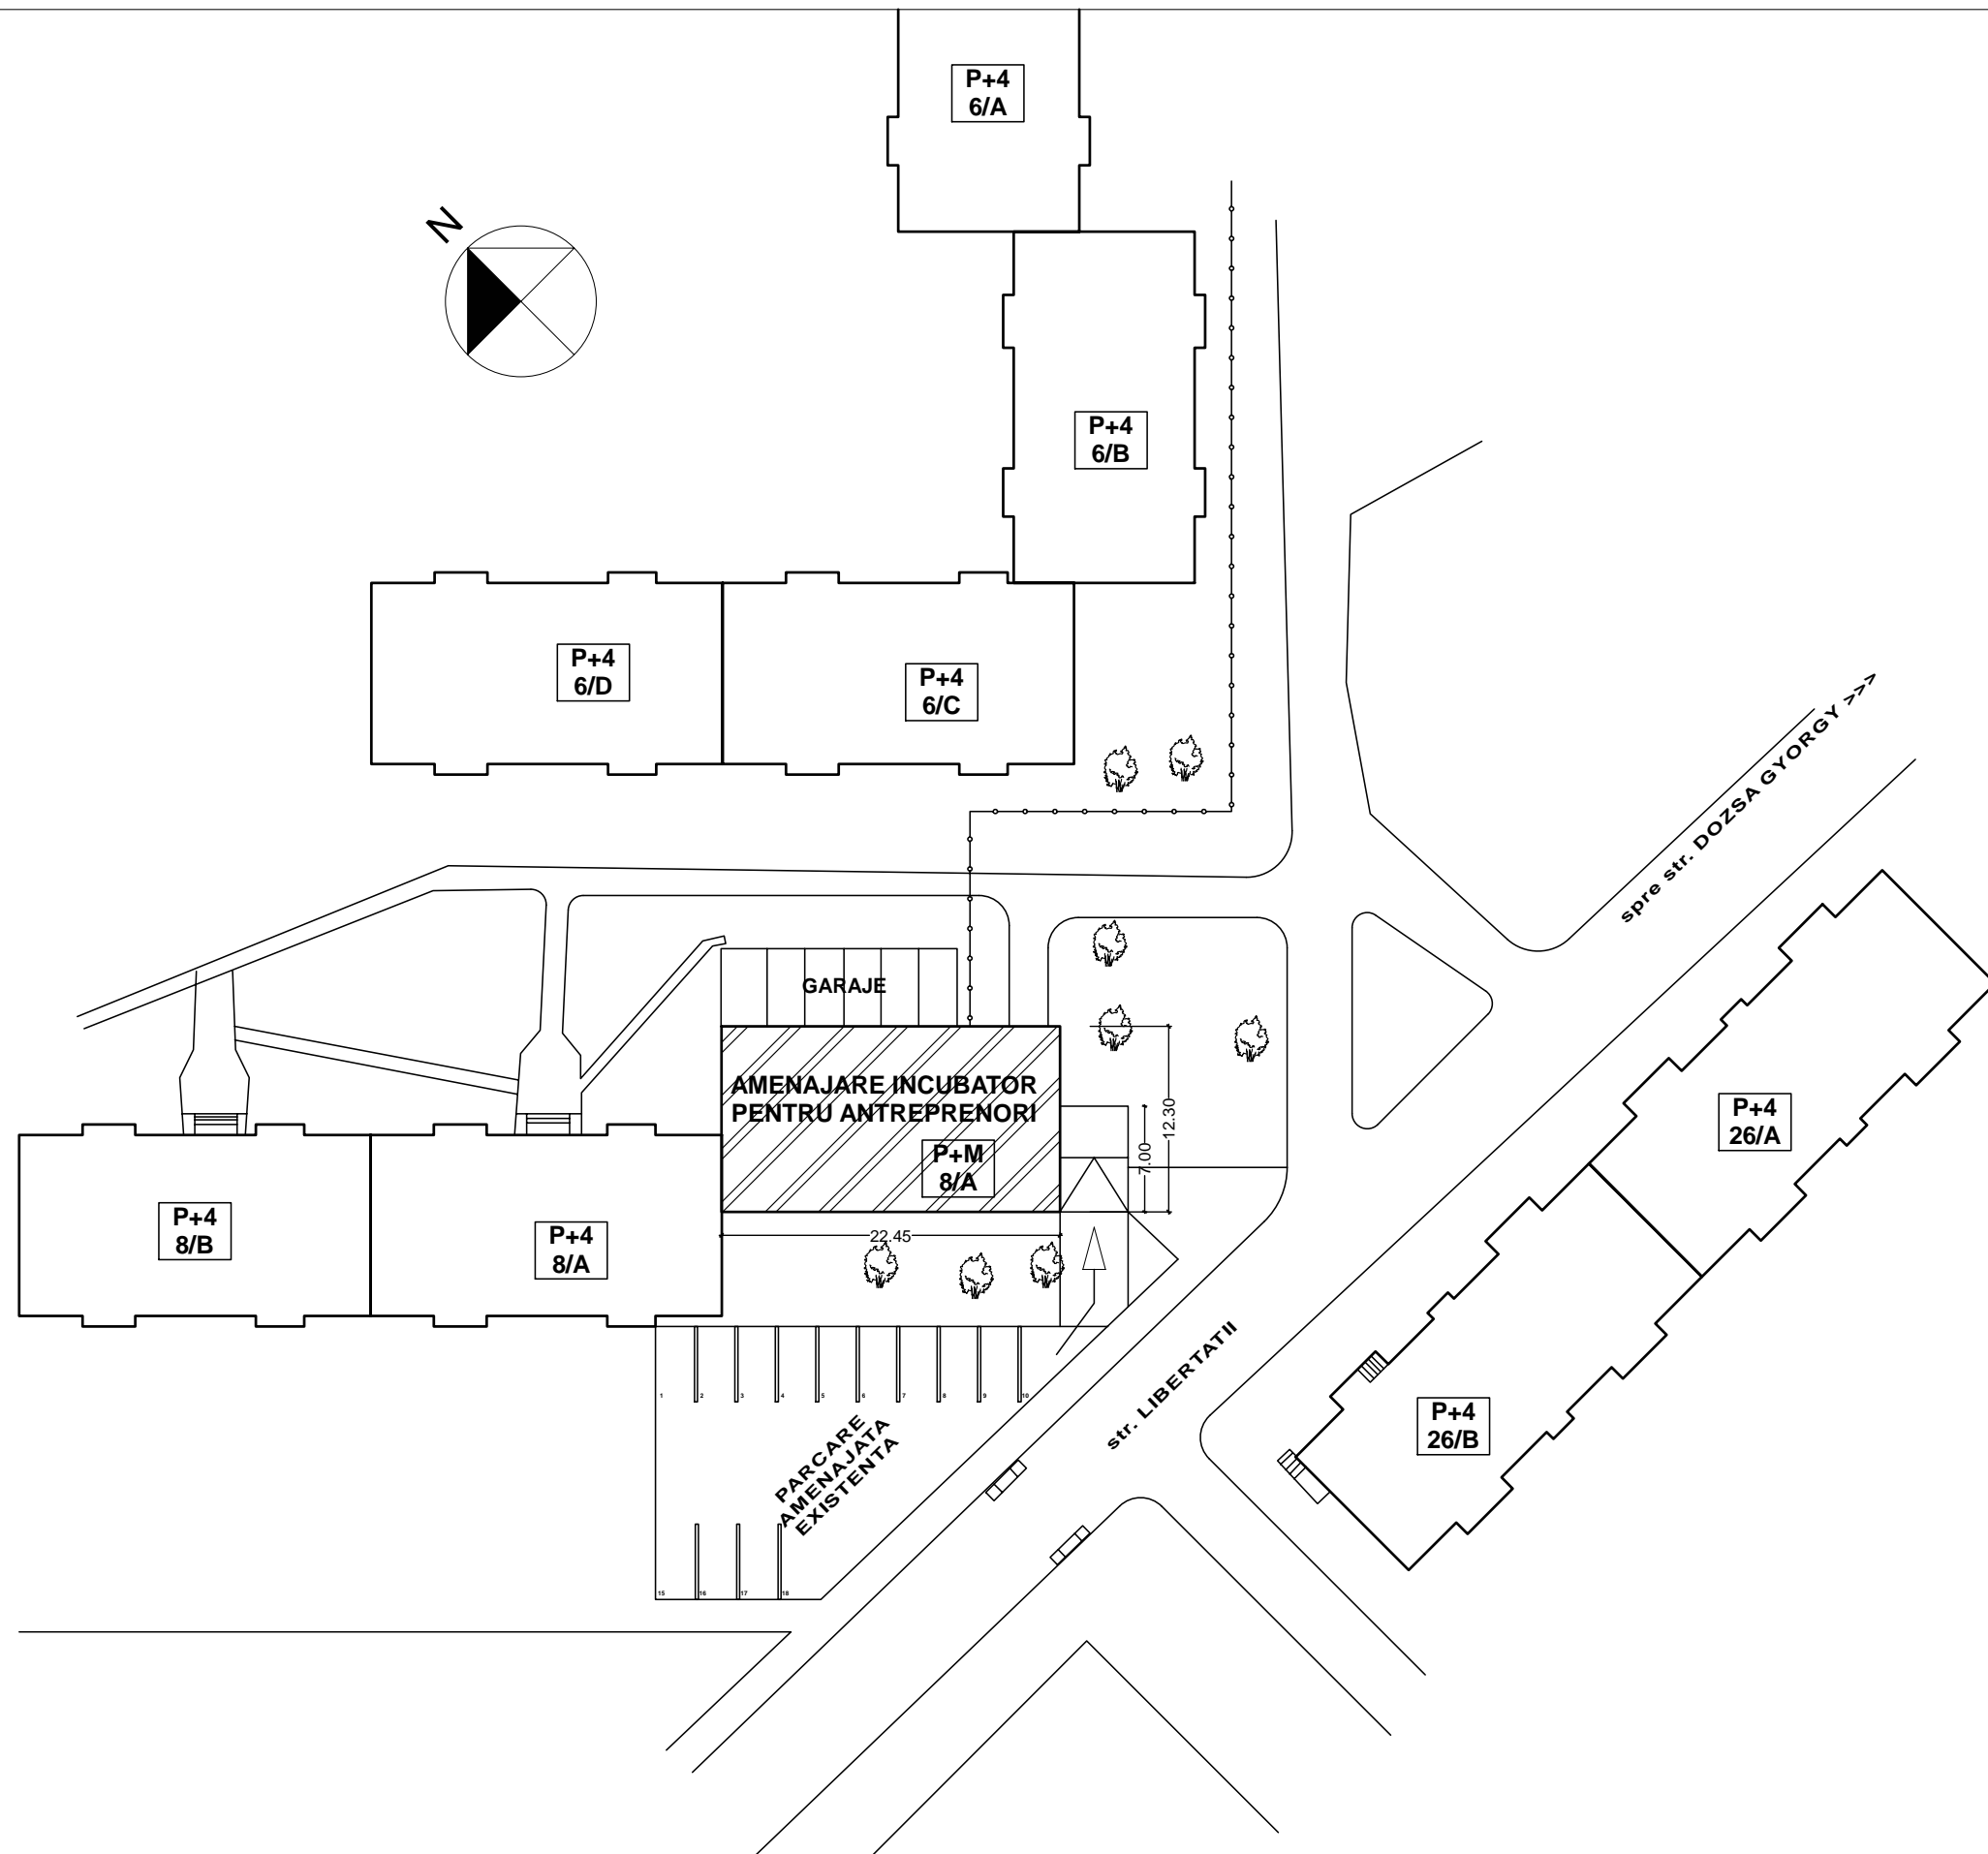 P+4
6/A
N
P+4
6/B
P+4
6/D
P+4
6/C
spre str. DOZSA GYORGY >>>
GARAJE
AMENAJARE INCUBATOR
PENTRU ANTREPRENORI
P+M
8/A
12.30
7.00
22.45
P+4
26/A
P+4
8/B
P+4
8/A
str. LIBERTATII
1 2 3 4 5 6 7 8 9 10
PARCARE
AMENAJATA
EXISTENTA
P+4
26/B
15 16 17 18